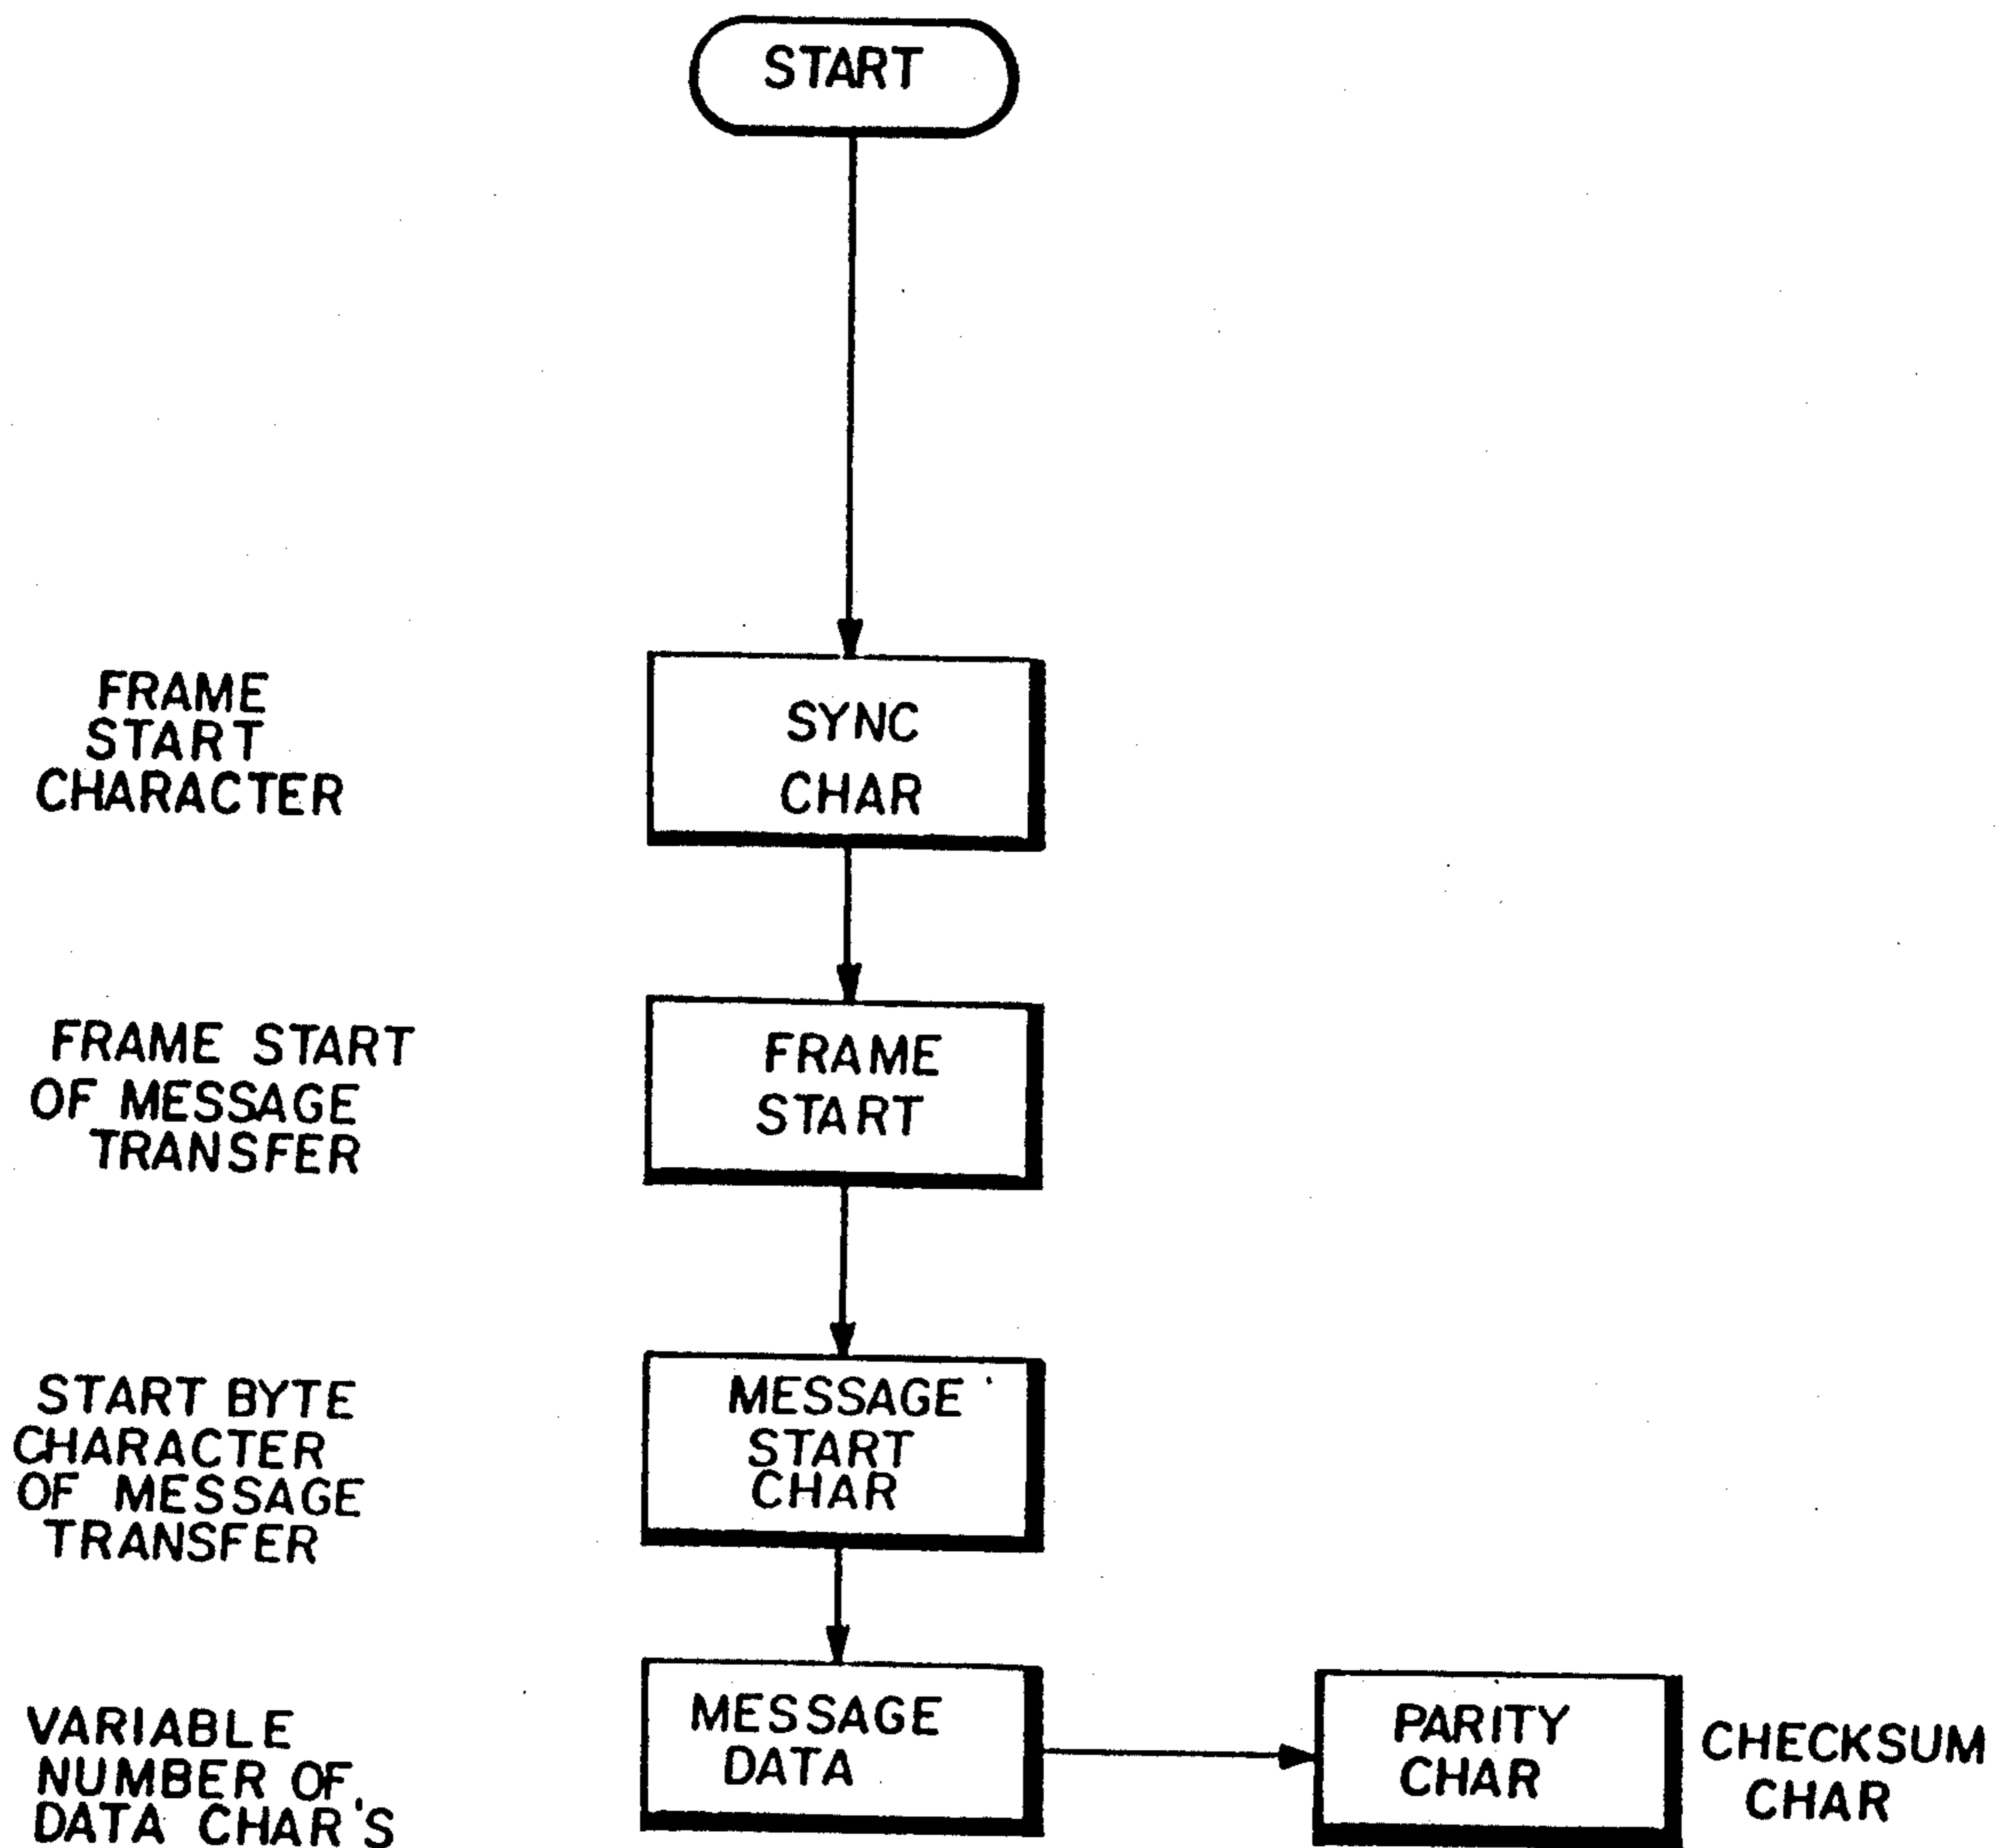 START
FRAME
START
CHARACTER
SYNC
CHAR
FRAME START
OF MESSAGE
TRANSFER
FRAME
START
START BYTE
CHARACTER
OF MESSAGE
TRANSFER
MESSAGE
START
CHAR
VARIABLE
NUMBER OF
DATA CHAR'S
MESSAGE
DATA
PARITY
CHAR
CHECKSUM
CHAR